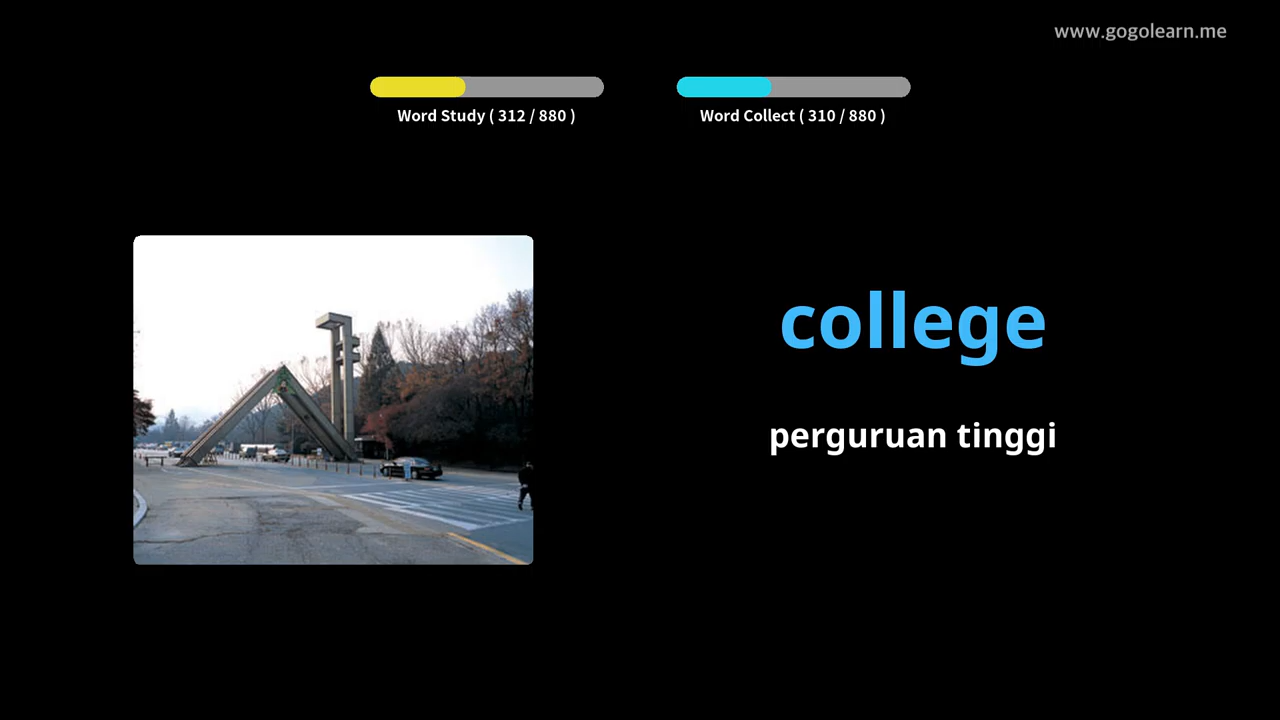 www.gogolearn.me
Word Study ( 312 / 880 )
Word Collect ( 310 / 880 )
college
perguruan tinggi